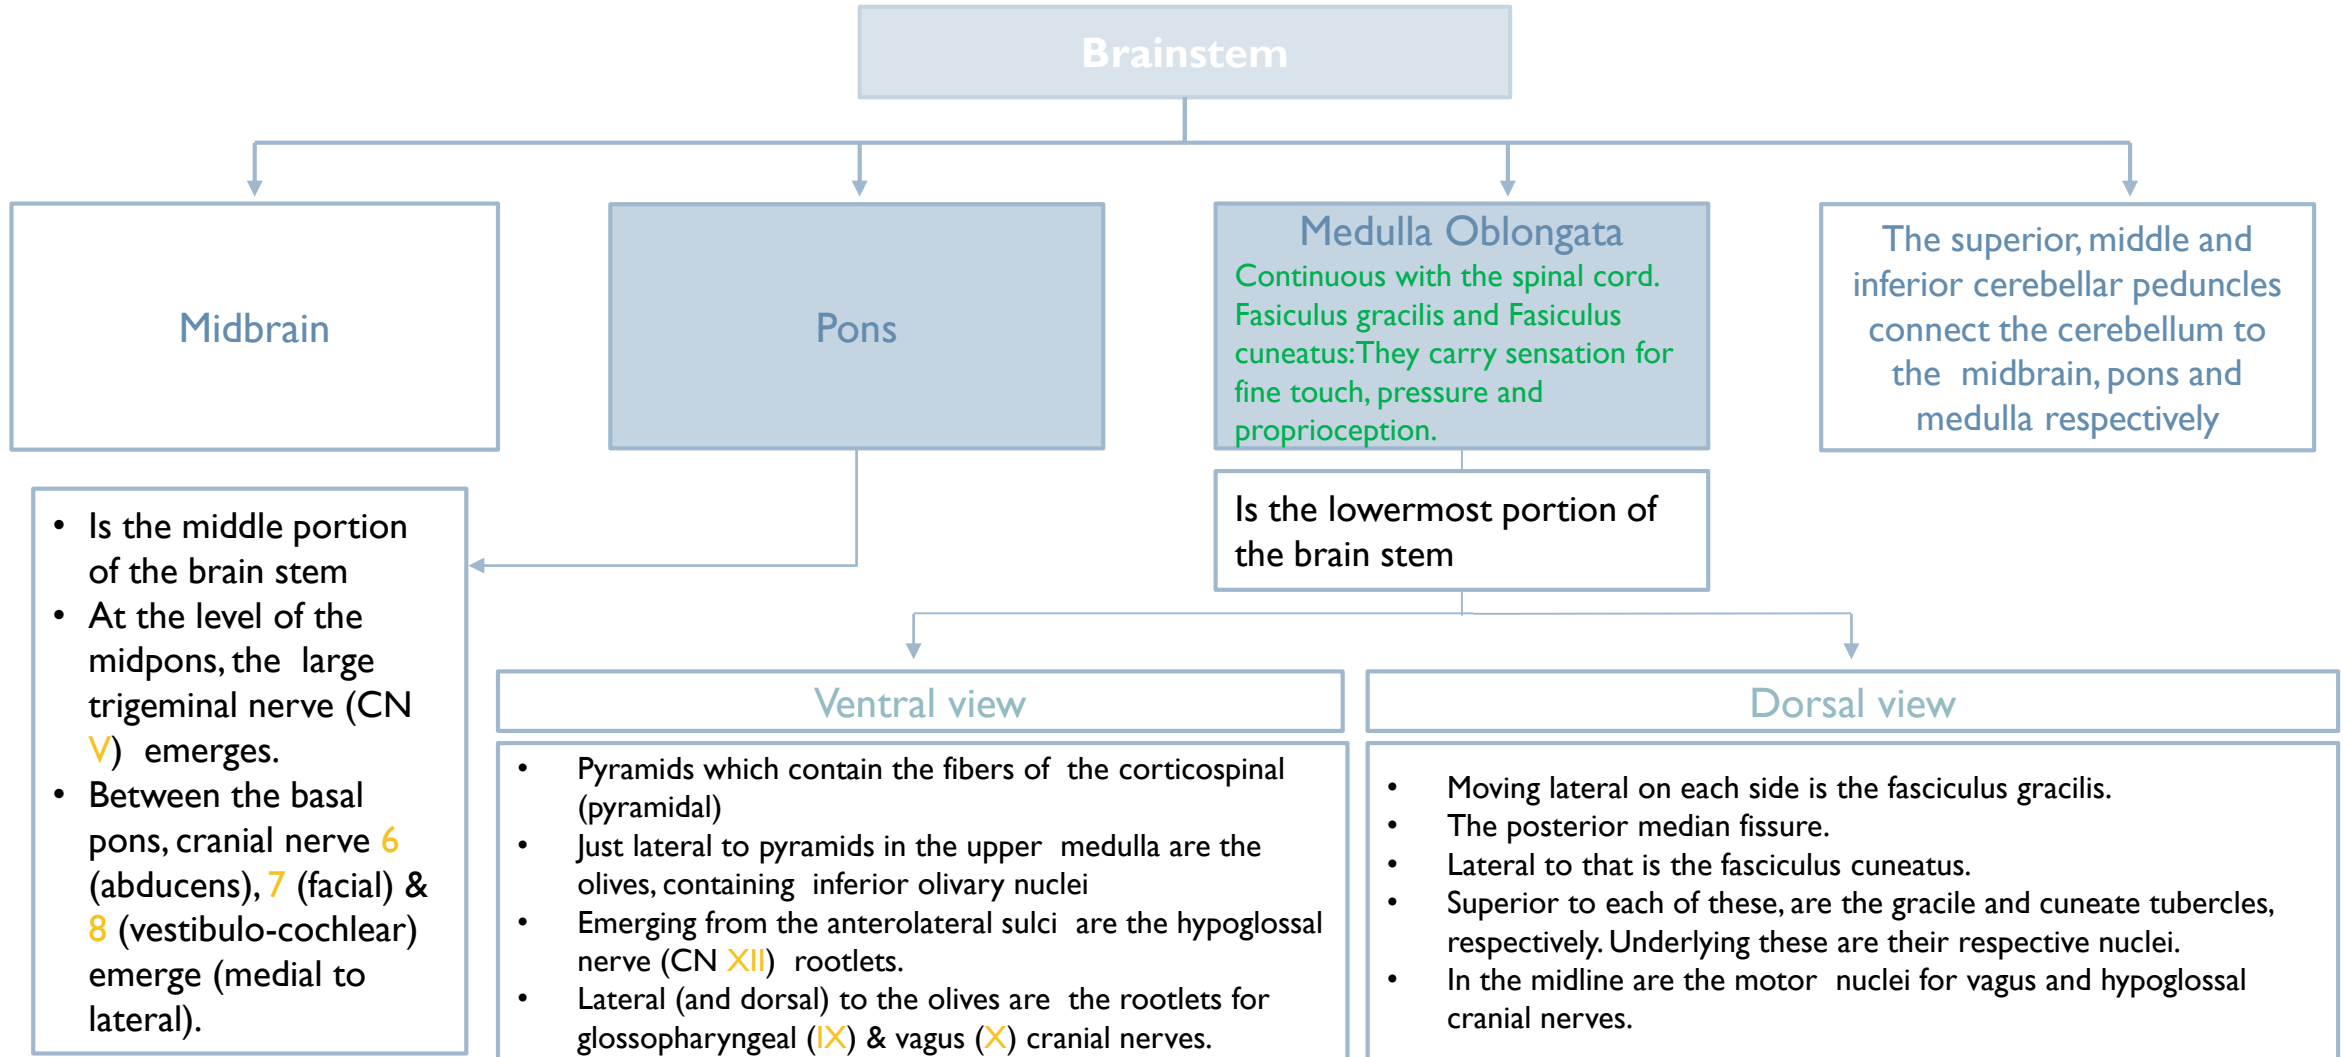 Brainstem
Midbrain
Pons
Medulla Oblongata
Continuous with the spinal cord.
Fasiculus gracilis and Fasiculus
cuneatus:They carry sensation for
fine touch, pressure and
proprioception.
The superior, middle and
inferior cerebellar peduncles
connect the cerebellum to
the midbrain, pons and
medulla respectively
• Is the middle portion
of the brain stem
• At the level of the
midpons, the large
trigeminal nerve (CN
V) emerges.
• Between the basal
pons, cranial nerve 6
(abducens), 7 (facial) &
8 (vestibulo-cochlear)
emerge (medial to
lateral).
Is the lowermost portion of
the brain stem
Ventral view
• Pyramids which contain the fibers of the corticospinal
(pyramidal)
• Just lateral to pyramids in the upper medulla are the
olives, containing inferior olivary nuclei
• Emerging from the anterolateral sulci are the hypoglossal
nerve (CN XII) rootlets.
• Lateral (and dorsal) to the olives are the rootlets for
glossopharyngeal (IX) & vagus (X) cranial nerves.
Dorsal view
• Moving lateral on each side is the fasciculus gracilis.
• The posterior median fissure.
• Lateral to that is the fasciculus cuneatus.
• Superior to each of these, are the gracile and cuneate tubercles,
respectively. Underlying these are their respective nuclei.
• In the midline are the motor nuclei for vagus and hypoglossal
cranial nerves.